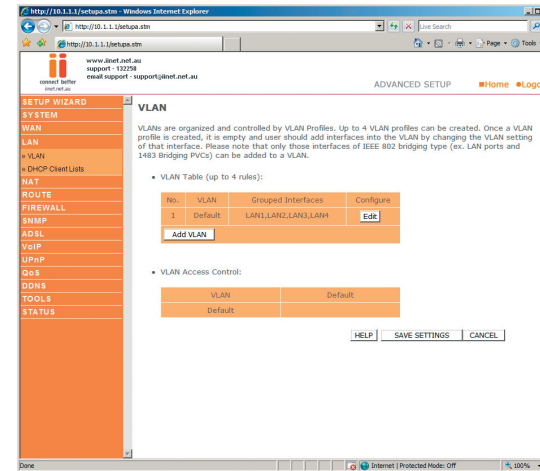 http://10.1.1.1/setupa.stm - Windows Internet Explorer
http://10.1.1.1/setupa.stm
Live Search
http://10.1.1.1/setupa.stm
Page
Tools
connect better
iinet.net.au
www.iinet.net.au
support - 132258
email support - support@iinet.net.au
ADVANCED SETUP
Home
Logo
SETUP WIZARD
SYSTEM
WAN
LAN
» VLAN
» DHCP Client Lists
NAT
ROUTE
FIREWALL
SNMP
ADSL
VoIP
UPnP
QoS
DDNS
TOOLS
STATUS
VLAN
VLANs are organized and controlled by VLAN Profiles. Up to 4 VLAN profiles can be created. Once a VLAN
profile is created, it is empty and user should add interfaces into the VLAN by changing the VLAN setting
of that interface. Please note that only those interfaces of IEEE 802 bridging type (ex. LAN ports and
1483 Bridging PVCs) can be added to a VLAN.
• VLAN Table (up to 4 rules):
No. VLAN Grouped Interfaces Configure
1 Default LAN1,LAN2,LAN3,LAN4 Edit
Add VLAN
• VLAN Access Control:
VLAN Default
Default
HELP SAVE SETTINGS CANCEL
Done
Internet | Protected Mode: Off
100%